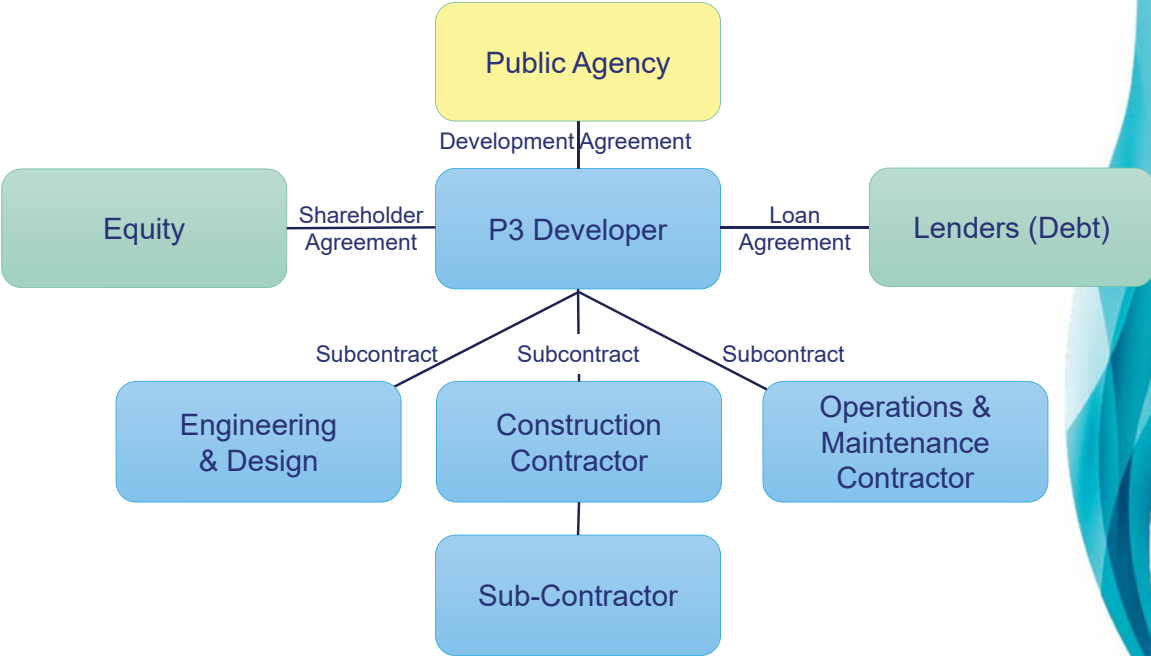 Public Agency
Development Agreement
Equity
Shareholder
Agreement
P3 Developer
Loan
Agreement
Lenders (Debt)
Subcontract
Subcontract
Subcontract
Engineering
& Design
Construction
Contractor
Operations &
Maintenance
Contractor
Sub-Contractor